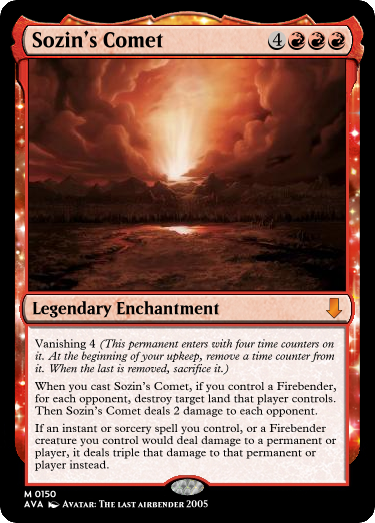 Sozin's Comet 4
Legendary Enchantment
Vanishing 4 (This permanent enters with four time counters on
it. At the beginning of your upkeep, remove a time counter from
it. When the last is removed, sacrifice it.)
When you cast Sozin's Comet, if you control a Firebender,
for each opponent, destroy target land that player controls.
Then Sozin's Comet deals 2 damage to each opponent.
If an instant or sorcery spell you control, or a Firebender
creature you control would deal damage to a permanent or
player, it deals triple that damage to that permanent or
player instead.
M 0150
AVA Avatar: The last airbender 2005